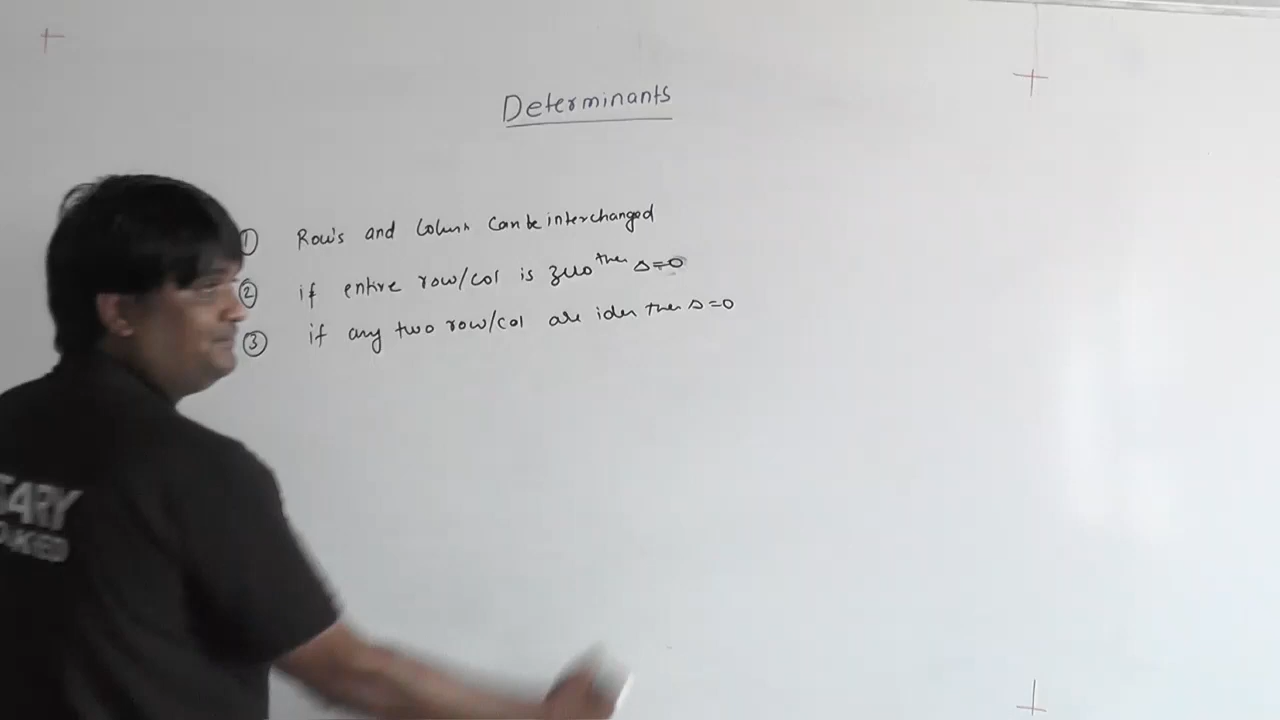 Determinants
① Row's and Column can be interchanged
② if entire row/col is zero then Δ=0
③ if any two row/col are iden then Δ=0